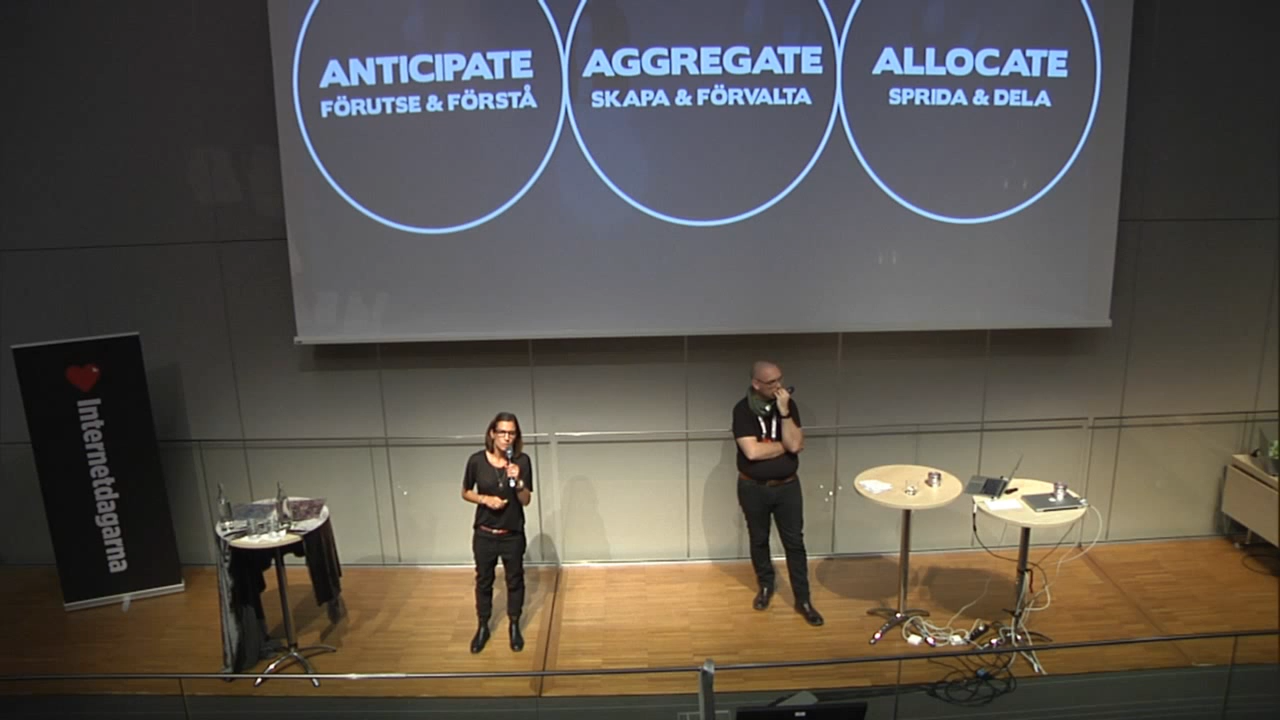 ANTICIPATE
FÖRUTSE & FÖRSTÅ
AGGREGATE
SKAPA & FÖRVALTA
ALLOCATE
SPRIDA & DELA
Internetdagarna